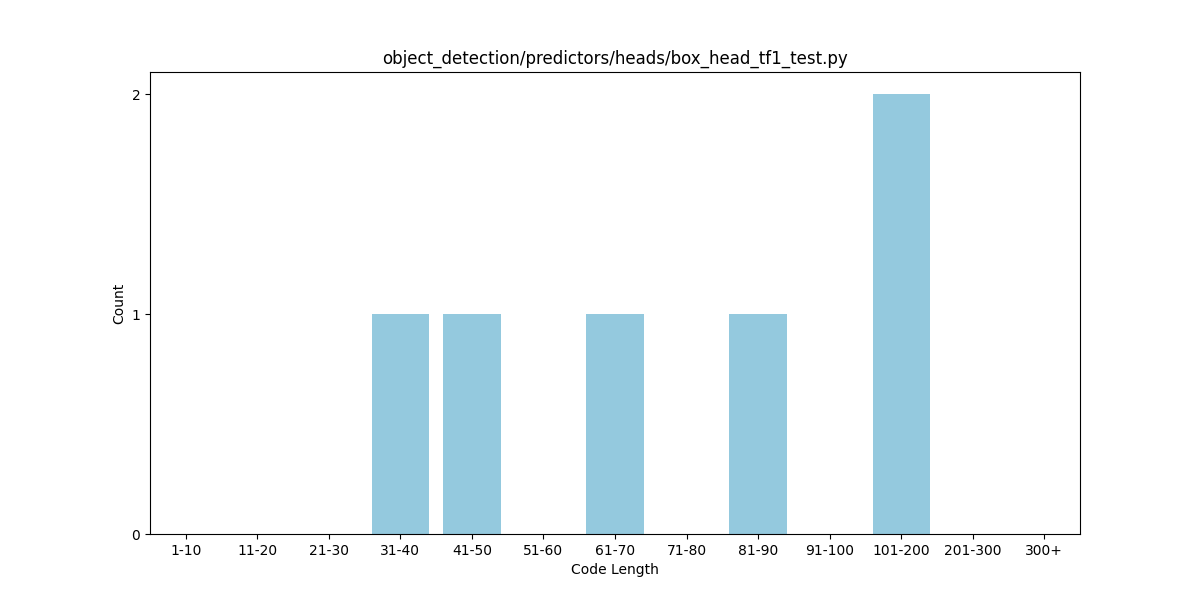 object_detection/predictors/heads/box_head_tf1_test.py
Count
2
1
0
1-10 11-20 21-30 31-40 41-50 51-60 61-70 71-80 81-90 91-100 101-200 201-300 300+
Code Length